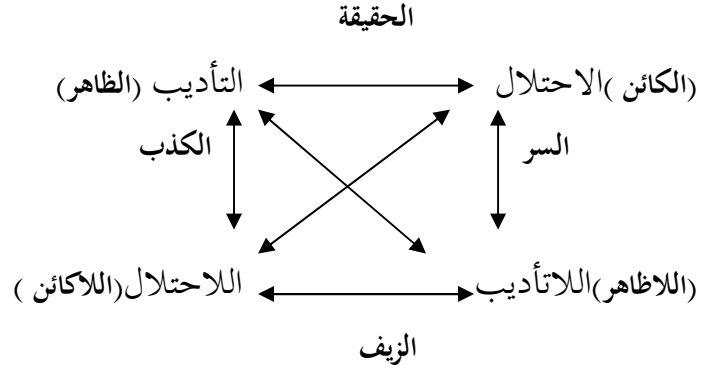 الحقيقة
(الكائن )الاحتلال التأديب (الظاهر)
السر الكذب
(اللاظاهر)اللاتأديب اللاحتلال(اللاكائن )
الزيف